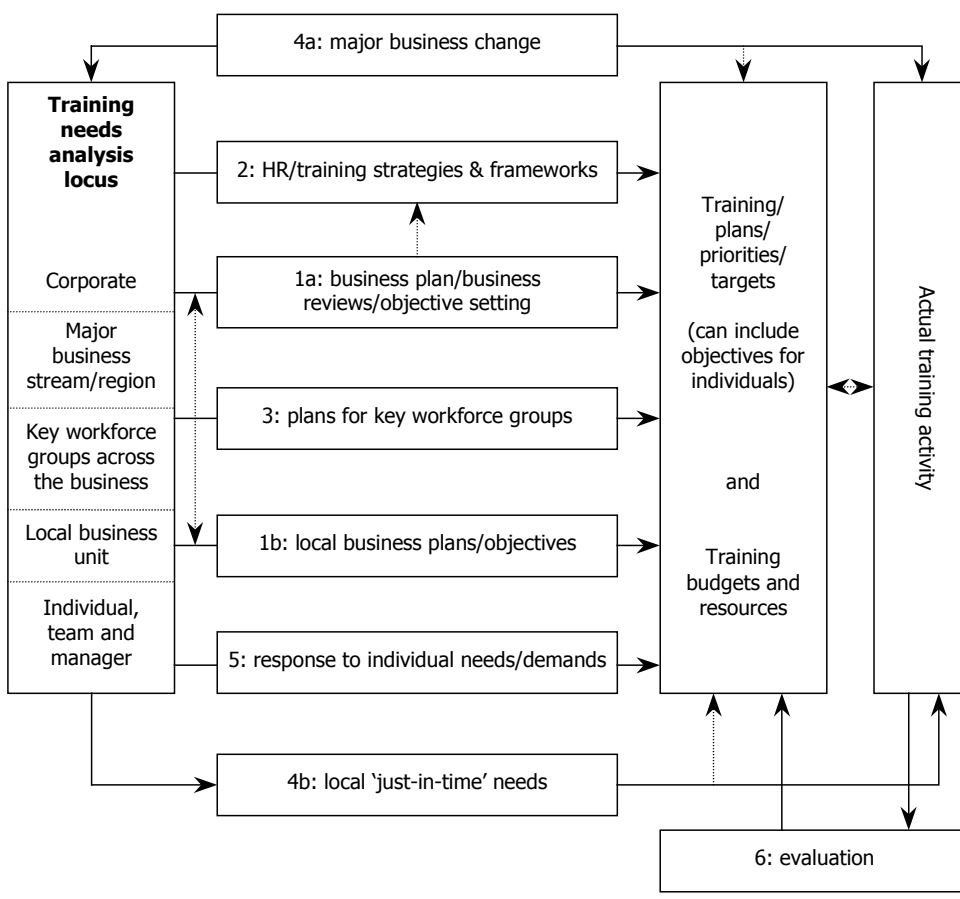 4a: major business change
Training
needs
analysis
locus
Corporate
Major
business
stream/region
Key workforce
groups across
the business
Local business
unit
Individual,
team and
manager
2: HR/training strategies & frameworks
1a: business plan/business
reviews/objective setting
3: plans for key workforce groups
1b: local business plans/objectives
5: response to individual needs/demands
4b: local ‘just-in-time’ needs
Training/
plans/
priorities/
targets
(can include
objectives for
individuals)
and
Training
budgets and
resources
Actual training activity
6: evaluation